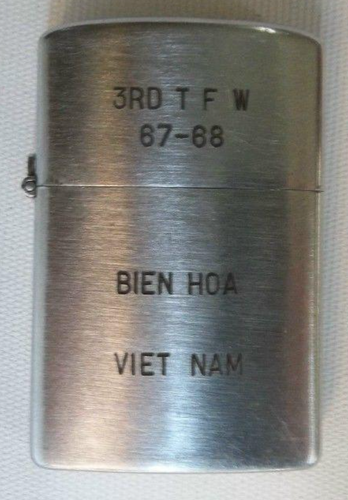 3RD T F W
67-68
BIEN HOA
VIET NAM